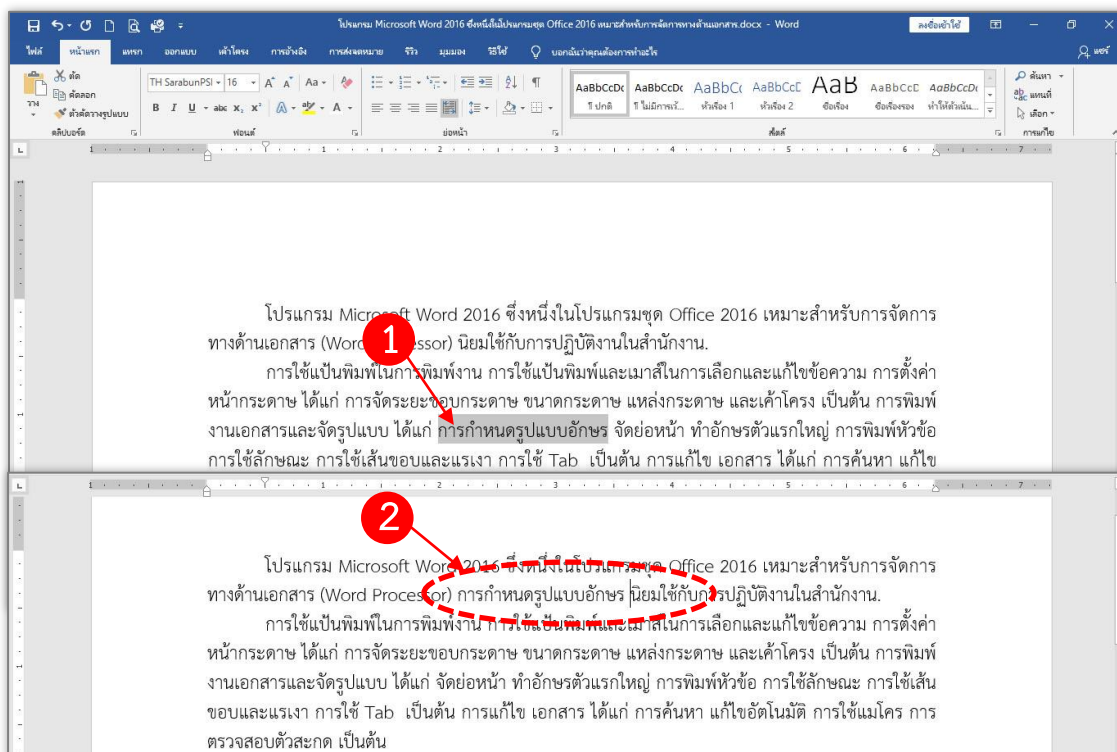 โปรแกรม Microsoft Word 2016 ซึ่งหนึ่งในโปรแกรมชุด Office 2016 เหมาะสำหรับการจัดการทางด้านเอกสาร.docx - Word
ลงชื่อเข้าใช้
ไฟล์ หน้าแรก แทรก ออกแบบ เค้าโครง การอ้างอิง การส่งจดหมาย รีวิว มุมมอง วิธีใช้ บอกฉันว่าคุณต้องการทำอะไร แชร์
วาง
ตัด
คัดลอก
ตัวคัดวางรูปแบบ
คลิปบอร์ด
TH SarabunPSI 16 A A Aa
B I U abc X₂ X² A A
ฟอนต์
ย่อหน้า
AaBbCcDc AaBbCcDc AaBbCc AaBbCcE AaB AaBbCcE AaBbCcDc
¶ ปกติ ¶ ไม่มีการเว้... หัวเรื่อง 1 หัวเรื่อง 2 ชื่อเรื่อง ชื่อเรื่องรอง ทำให้ตัวเน้น...
สไตล์
ค้นหา
แทนที่
เลือก
การแก้ไข
1 1 2 3 4 5 6 7
โปรแกรม Microsoft Word 2016 ซึ่งหนึ่งในโปรแกรมชุด Office 2016 เหมาะสำหรับการจัดการ
1
ทางด้านเอกสาร (Word Processor) นิยมใช้กับการปฏิบัติงานในสำนักงาน.
การใช้แป้นพิมพ์ในการพิมพ์งาน การใช้แป้นพิมพ์และเมาส์ในการเลือกและแก้ไขข้อความ การตั้งค่า
หน้ากระดาษ ได้แก่ การจัดระยะขอบกระดาษ ขนาดกระดาษ แหล่งกระดาษ และเค้าโครง เป็นต้น การพิมพ์
งานเอกสารและจัดรูปแบบ ได้แก่ การกำหนดรูปแบบอักษร จัดย่อหน้า ทำอักษรตัวแรกใหญ่ การพิมพ์หัวข้อ
การใช้ลักษณะ การใช้เส้นขอบและแรเงา การใช้ Tab เป็นต้น การแก้ไข เอกสาร ได้แก่ การค้นหา แก้ไข
1 1 2 3 4 5 6 7
2
โปรแกรม Microsoft Word 2016 ซึ่งหนึ่งในโปรแกรมชุด Office 2016 เหมาะสำหรับการจัดการ
ทางด้านเอกสาร (Word Processor) การกำหนดรูปแบบอักษร นิยมใช้กับการปฏิบัติงานในสำนักงาน.
การใช้แป้นพิมพ์ในการพิมพ์งาน การใช้แป้นพิมพ์และเมาส์ในการเลือกและแก้ไขข้อความ การตั้งค่า
หน้ากระดาษ ได้แก่ การจัดระยะขอบกระดาษ ขนาดกระดาษ แหล่งกระดาษ และเค้าโครง เป็นต้น การพิมพ์
งานเอกสารและจัดรูปแบบ ได้แก่ จัดย่อหน้า ทำอักษรตัวแรกใหญ่ การพิมพ์หัวข้อ การใช้ลักษณะ การใช้เส้น
ขอบและแรเงา การใช้ Tab เป็นต้น การแก้ไข เอกสาร ได้แก่ การค้นหา แก้ไขอัตโนมัติ การใช้แมโคร การ
ตรวจสอบตัวสะกด เป็นต้น